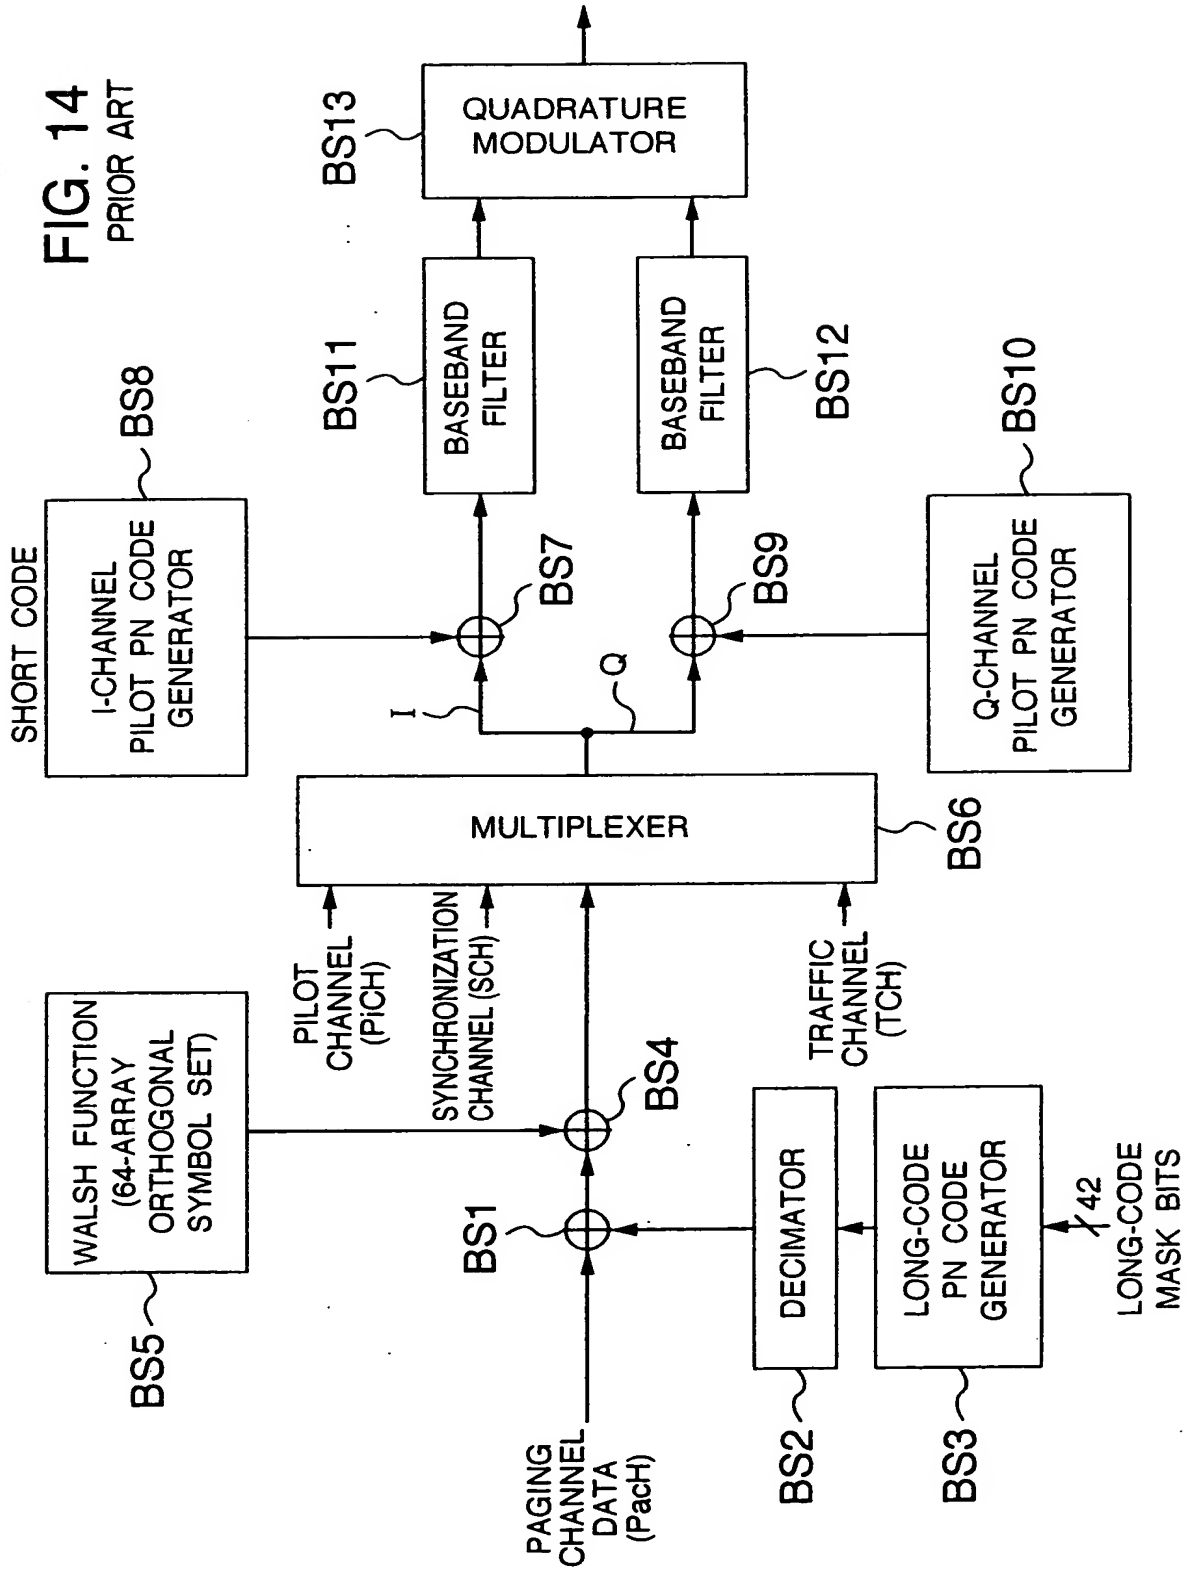 FIG. 14
PRIOR ART
SHORT CODE
I-CHANNEL
PILOT PN CODE
GENERATOR
BS8
WALSH FUNCTION
(64-ARRAY
ORTHOGONAL
SYMBOL SET)
BS5
PILOT
CHANNEL
(PiCH)
SYNCHRONIZATION
CHANNEL (SCH)
TRAFFIC
CHANNEL
(TCH)
PAGING
CHANNEL
DATA
(PacH)
BS1
BS4
DECIMATOR
BS2
LONG-CODE
PN CODE
GENERATOR
BS3
42
LONG-CODE
MASK BITS
MULTIPLEXER
BS6
I
Q
BS7
BS9
BASEBAND
FILTER
BS11
BASEBAND
FILTER
BS12
QUADRATURE
MODULATOR
BS13
Q-CHANNEL
PILOT PN CODE
GENERATOR
BS10